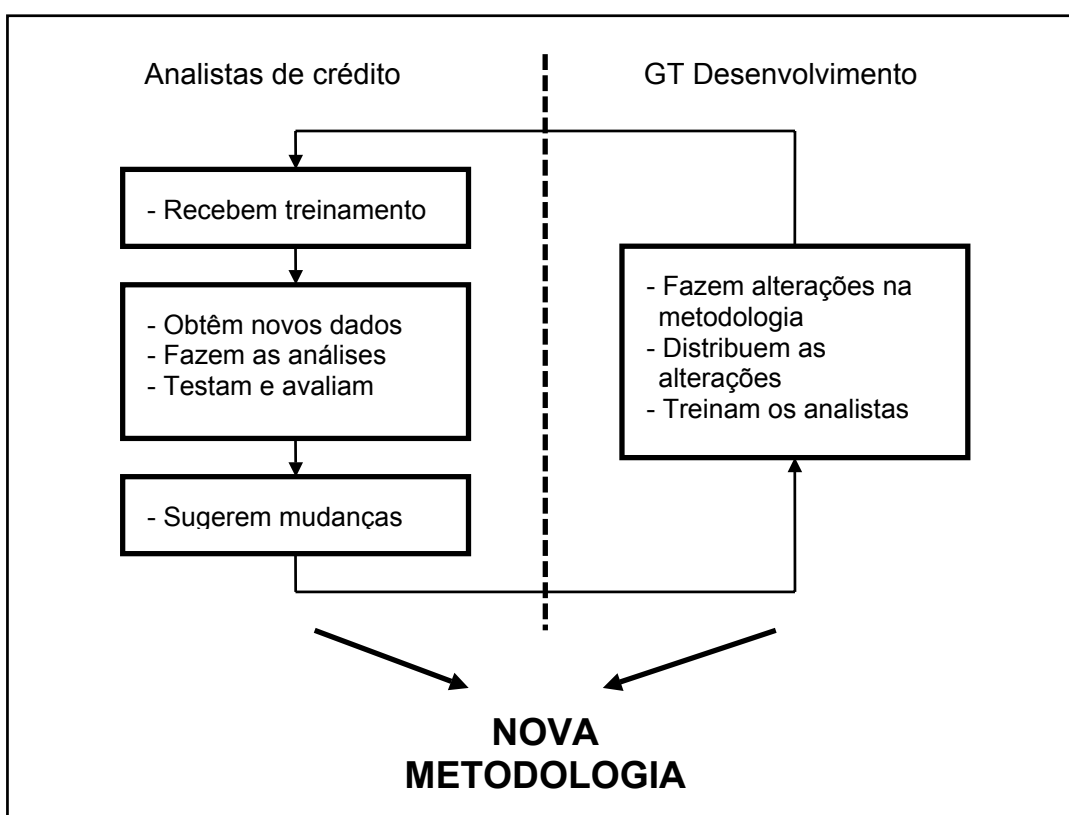 Analistas de crédito
- Recebem treinamento
- Obtêm novos dados
- Fazem as análises
- Testam e avaliam
- Sugerem mudanças
GT Desenvolvimento
- Fazem alterações na
metodologia
- Distribuem as
alterações
- Treinam os analistas
NOVA
METODOLOGIA